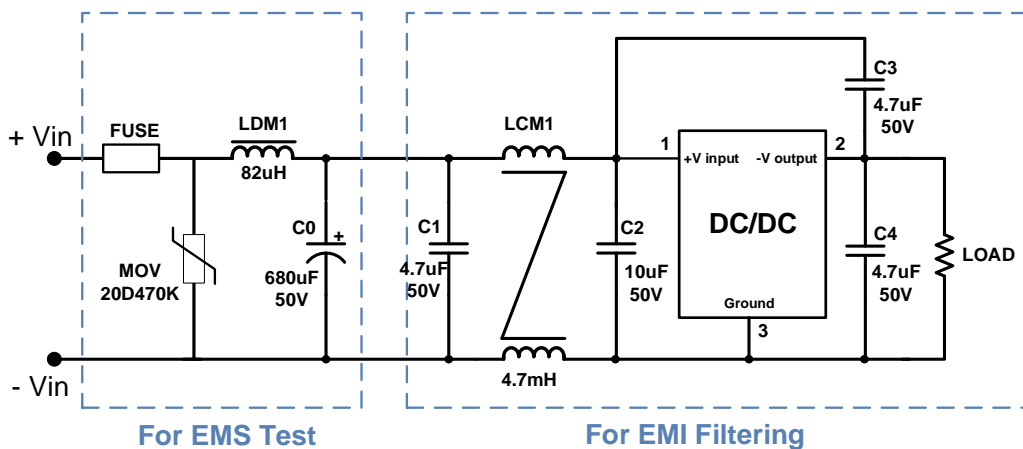 C3
4.7uF
50V
FUSE
LDM1
LCM1
+ Vin
82uH
1
+V input
-V output
2
DC/DC
C0
+
C1
C2
C4
LOAD
MOV
20D470K
680uF
50V
4.7uF
50V
10uF
50V
4.7uF
50V
Ground
3
- Vin
4.7mH
For EMS Test
For EMI Filtering